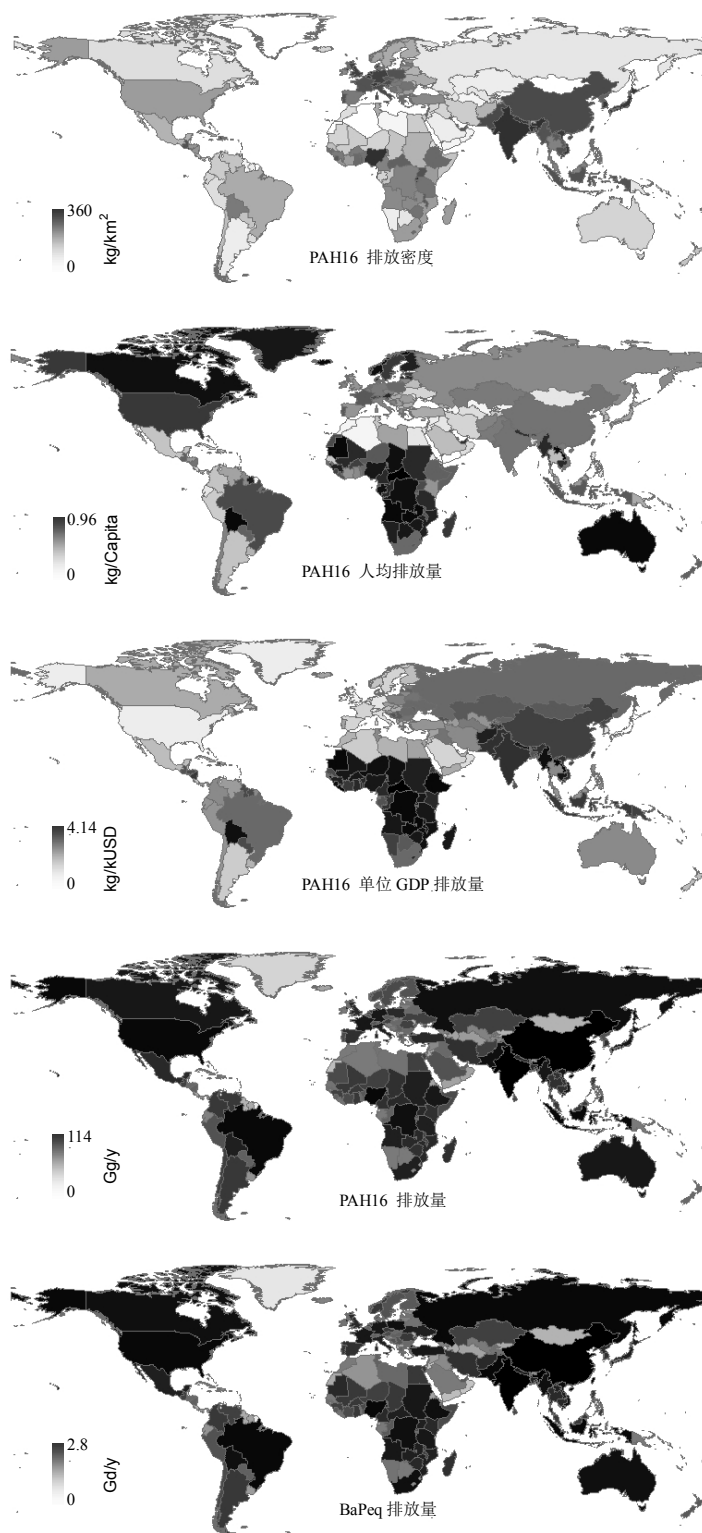 360
0
kg/km²
PAH16 排放密度
0.96
0
kg/Capita
PAH16 人均排放量
4.14
0
kg/kUSD
PAH16 单位 GDP 排放量
114
0
Gg/y
PAH16 排放量
2.8
0
Gd/y
BaPeq 排放量